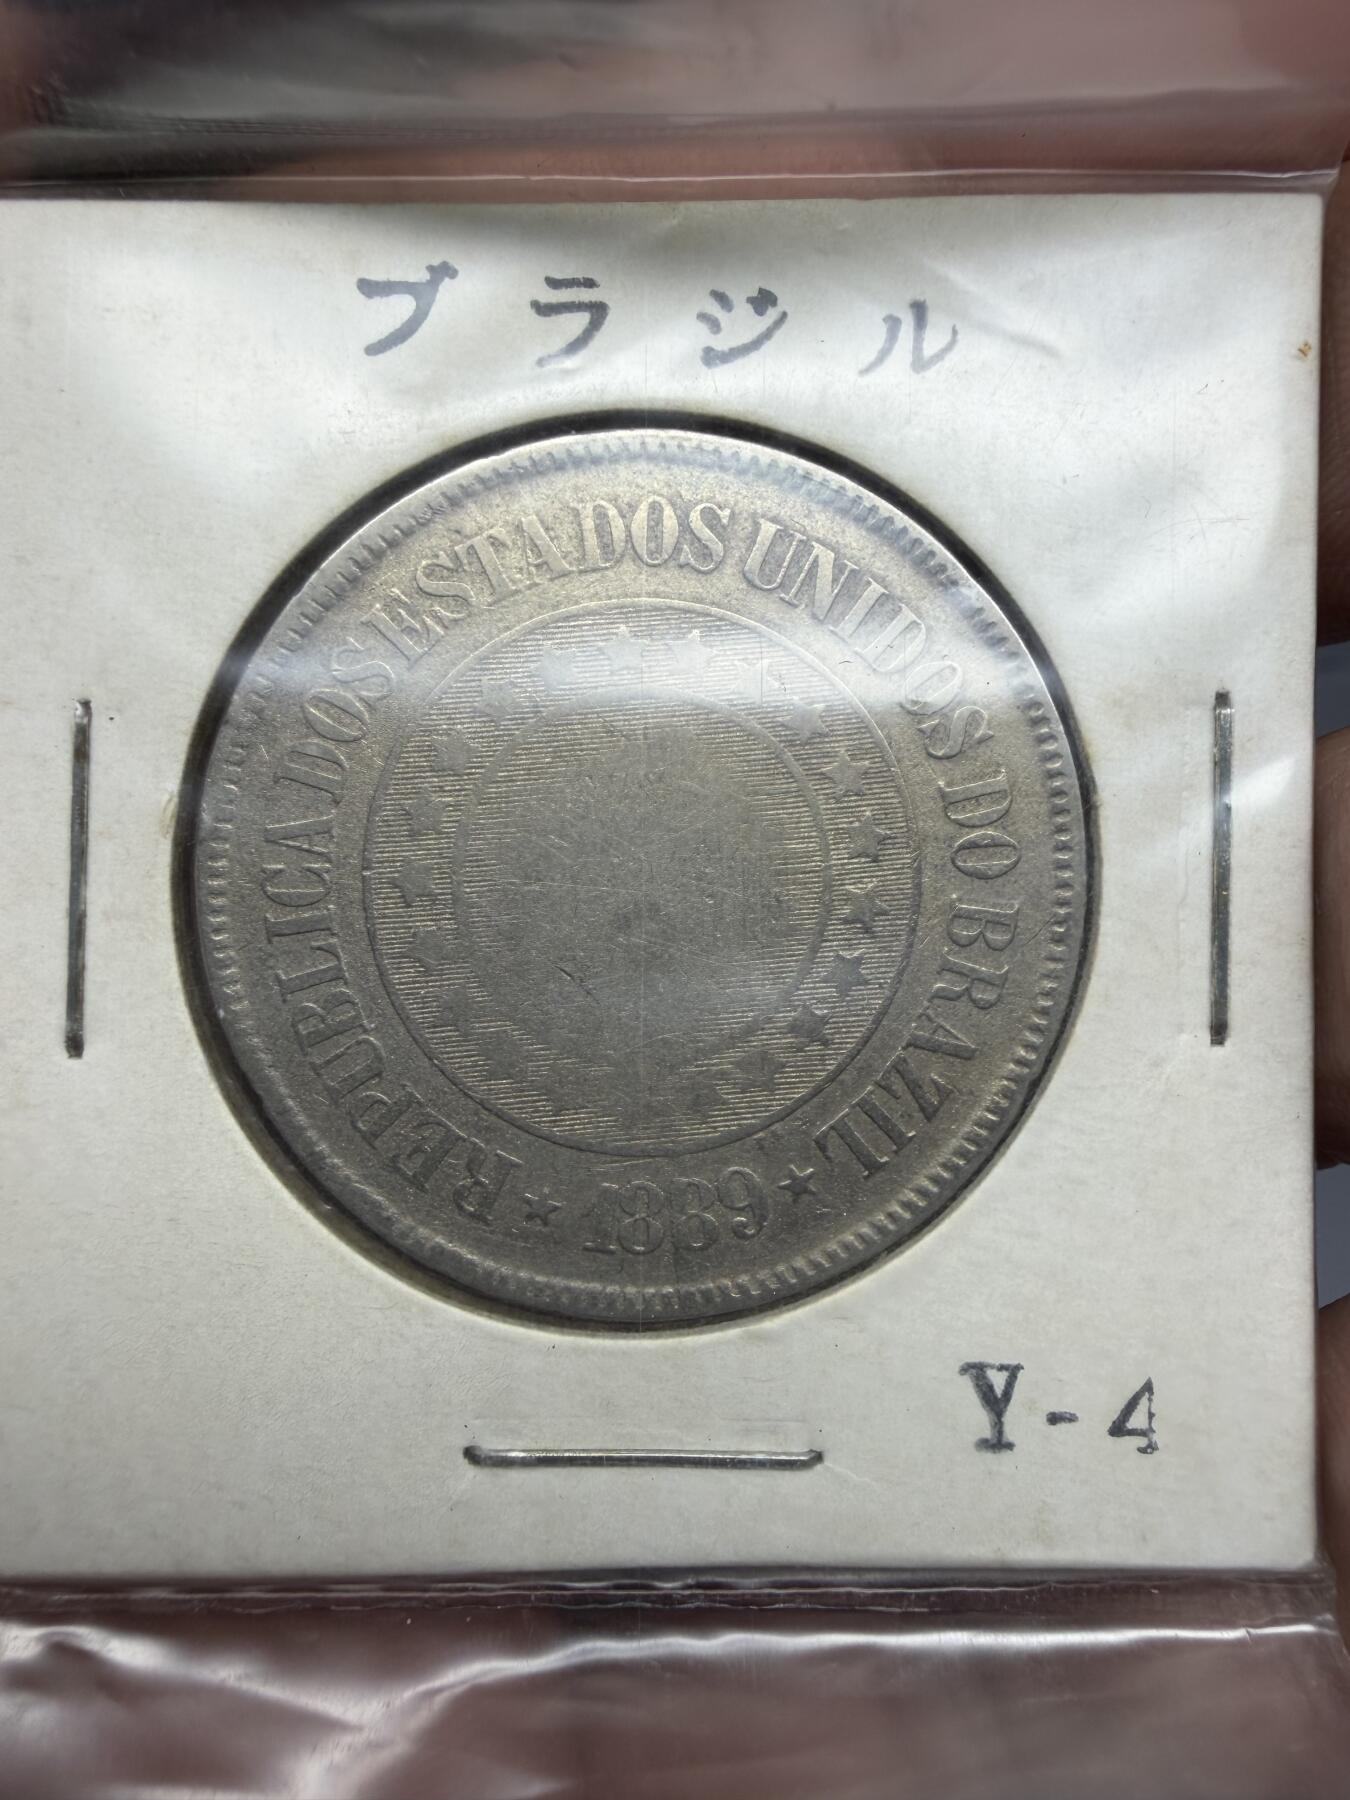 ブラジル
REPUBLICA DOS ESTADOS UNIDOS DO BRAZIL
★ 1889 ★
Y-4